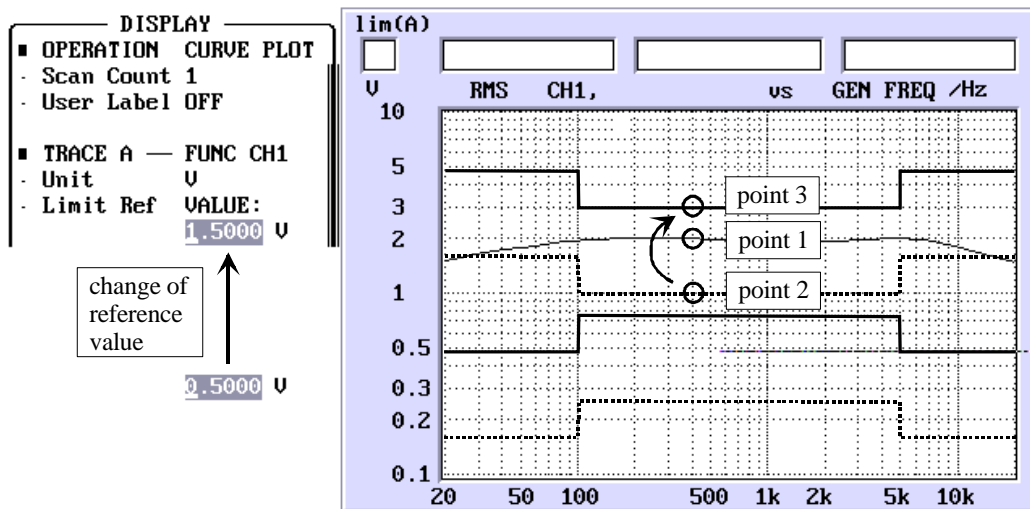 DISPLAY
OPERATION CURVE PLOT
Scan Count 1
User Label OFF
TRACE A — FUNC CH1
Unit V
Limit Ref VALUE:
1.5000 V
change of
reference
value
0.5000 V
lim(A)
V RMS CH1, vs GEN FREQ /Hz
10
5
3
2
1
0.5
0.3
0.2
0.1
point 3
point 1
point 2
20 50 100 500 1k 2k 5k 10k